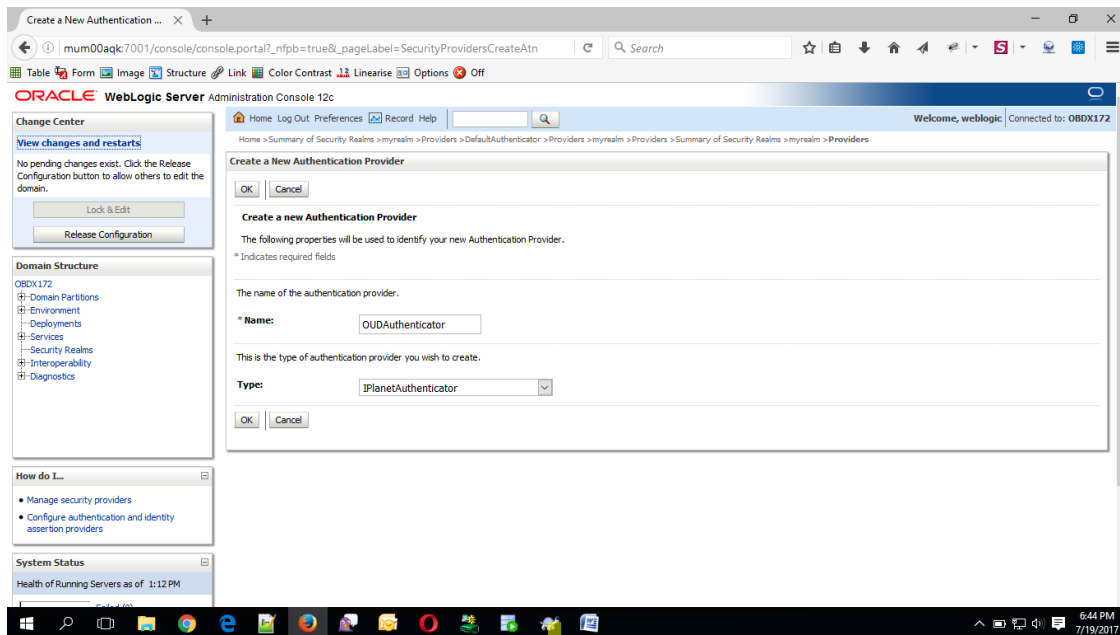 Create a New Authentication ...
mum00aqk:7001/console/console.portal?_nfpb=true&_pageLabel=SecurityProvidersCreateAtn
Search
S
Table Form Image Structure Link Color Contrast Linearise Options Off
ORACLE WebLogic Server Administration Console 12c
Change Center
View changes and restarts
No pending changes exist. Click the Release
Configuration button to allow others to edit the
domain.
Lock & Edit
Release Configuration
Domain Structure
OBDX172
Domain Partitions
Environment
Deployments
Services
Security Realms
Interoperability
Diagnostics
How do I...
Manage security providers
Configure authentication and identity
assertion providers
System Status
Health of Running Servers as of 1:12 PM
Failed (0)
Home Log Out Preferences Record Help
Welcome, weblogic Connected to: OBDX172
Home >Summary of Security Realms >myrealm >Providers >DefaultAuthenticator >Providers >myrealm >Providers >Summary of Security Realms >myrealm >Providers
Create a New Authentication Provider
OK Cancel
Create a new Authentication Provider
The following properties will be used to identify your new Authentication Provider.
* Indicates required fields
The name of the authentication provider.
* Name: OUDAuthenticator
This is the type of authentication provider you wish to create.
Type: IPlanetAuthenticator
OK Cancel
6:44 PM
7/19/2017